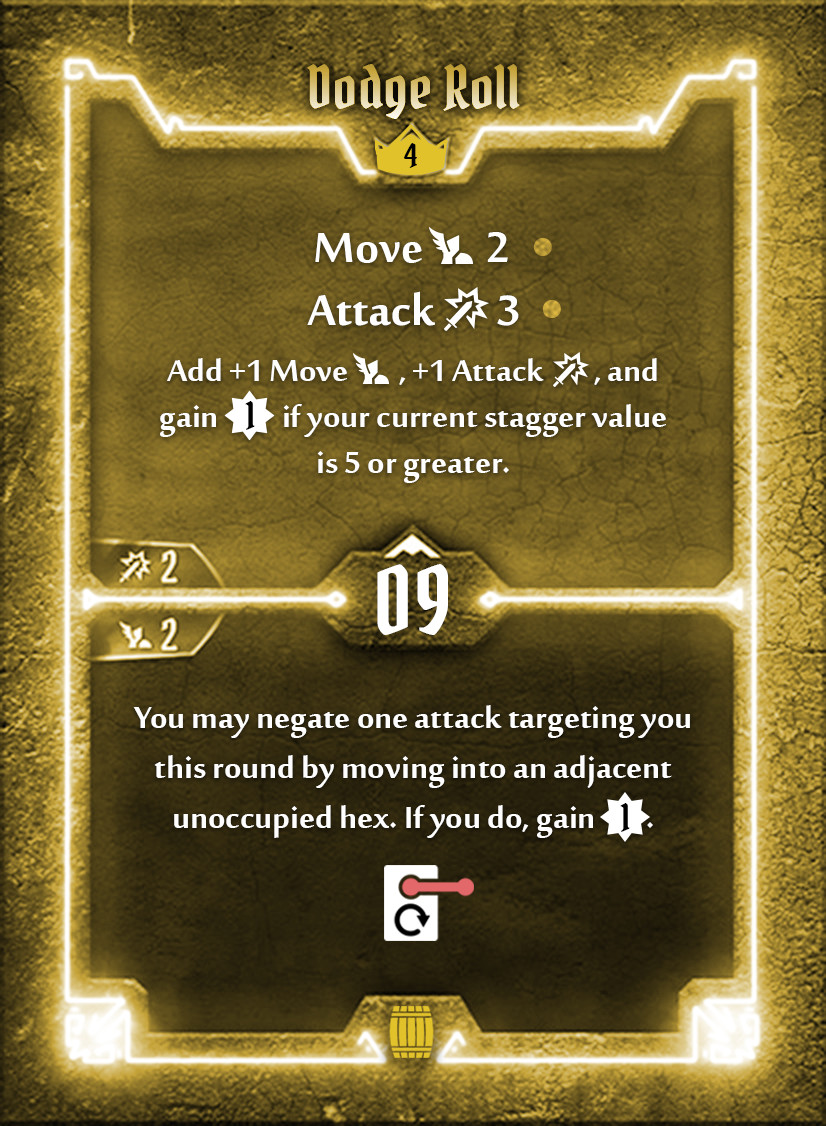 Dodge Roll
4
Move 2
Attack 3
Add +1 Move , +1 Attack , and
gain 1 if your current stagger value
is 5 or greater.
2
09
2
You may negate one attack targeting you
this round by moving into an adjacent
unoccupied hex. If you do, gain 1.